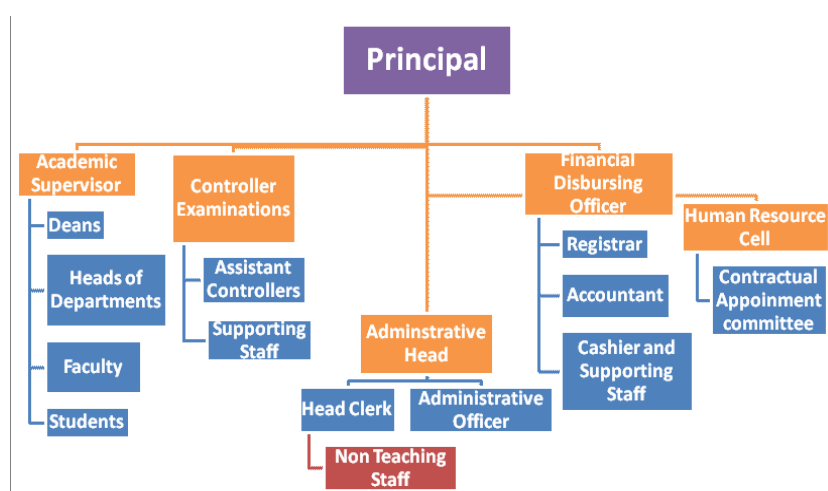 Principal
Academic
Supervisor
Deans
Heads of
Departments
Faculty
Students
Controller
Examinations
Assistant
Controllers
Supporting
Staff
Adminstrative
Head
Head Clerk
Administrative
Officer
Non Teaching
Staff
Financial
Disbursing
Officer
Registrar
Accountant
Cashier and
Supporting
Staff
Human Resource
Cell
Contractual
Appoinment
committee